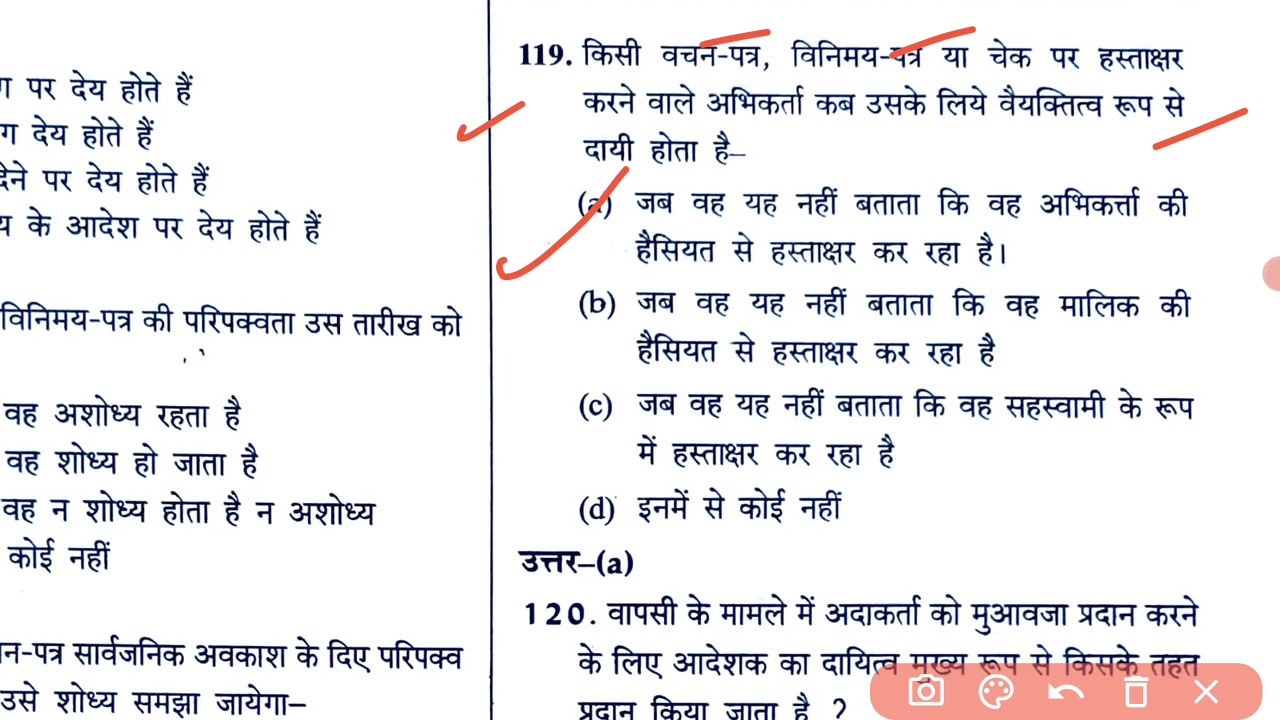 पर देय होते हैं
देय होते हैं
देने पर देय होते हैं
के आदेश पर देय होते हैं
विनिमय-पत्र की परिपक्वता उस तारीख को
वह अशोध्य रहता है
वह शोध्य हो जाता है
वह न शोध्य होता है न अशोध्य
कोई नहीं
सार्वजनिक अवकाश के दिए परिपक्व
उसे शोध्य समझा जायेगा–
119. किसी वचन-पत्र, विनिमय-पत्र या चेक पर हस्ताक्षर
करने वाले अभिकर्ता कब उसके लिये वैयक्तित्व रूप से
दायी होता है–
(a) जब वह यह नहीं बताता कि वह अभिकर्त्ता की
हैसियत से हस्ताक्षर कर रहा है।
(b) जब वह यह नहीं बताता कि वह मालिक की
हैसियत से हस्ताक्षर कर रहा है
(c) जब वह यह नहीं बताता कि वह सहस्वामी के रूप
में हस्ताक्षर कर रहा है
(d) इनमें से कोई नहीं
उत्तर–(a)
120. वापसी के मामले में अदाकर्ता को मुआवजा प्रदान करने
के लिए आदेशक का दायित्व मुख्य रूप से किसके तहत
प्रदान किया जाता है ?